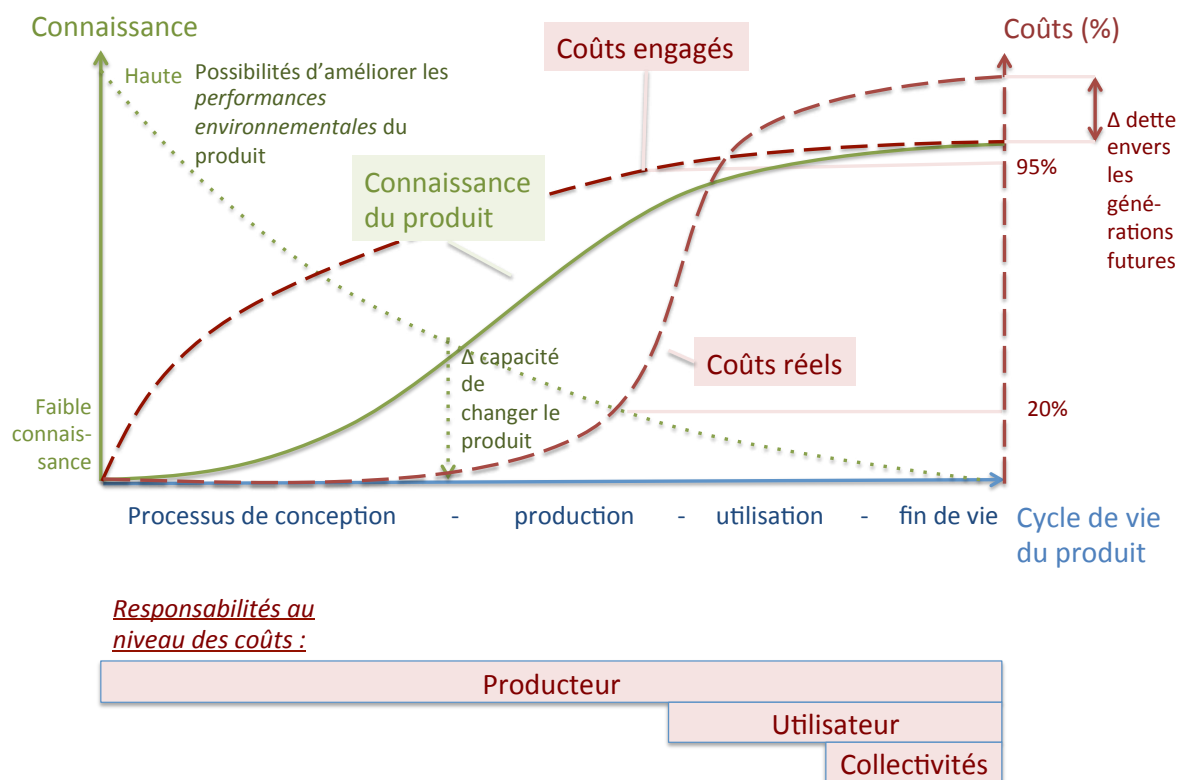 Connaissance
Coûts (%)
Coûts engagés
Haute
Possibilités d’améliorer les
performances
environnementales du
produit
Δ dette
envers
les
géné-
rations
futures
95%
Connaissance
du produit
Δ capacité
de
changer le
produit
Coûts réels
Faible
connais-
sance
20%
Processus de conception - production - utilisation - fin de vie
Cycle de vie
du produit
Responsabilités au
niveau des coûts :
Producteur
Utilisateur
Collectivités